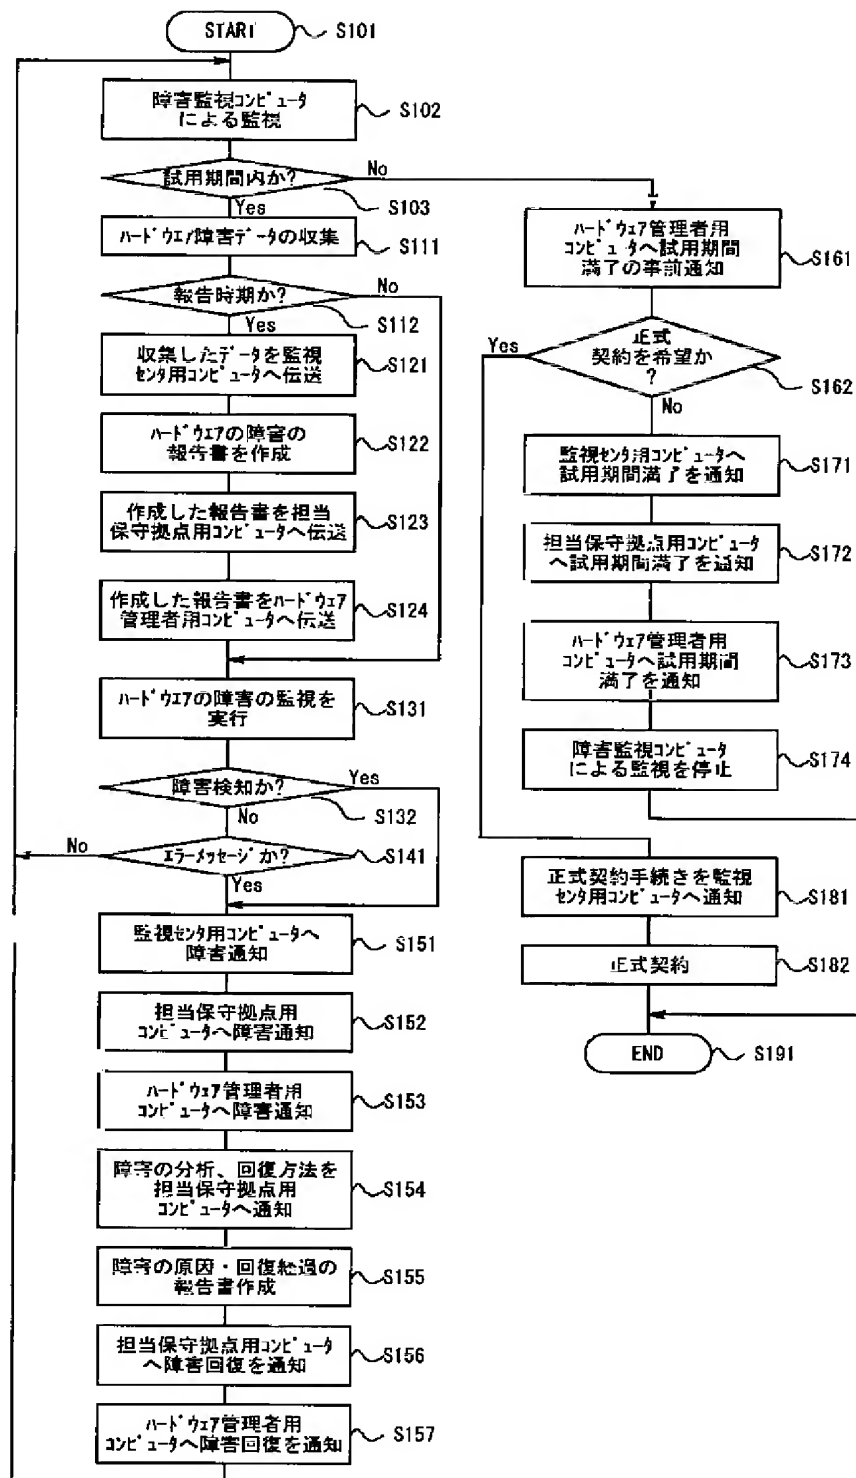 START
S101
障害監視コンピュータ
による監視
S102
試用期間内か?
No
S103
Yes
ハードウエア障害データの収集
S111
報告時期か?
No
S112
Yes
収集したデータを監視
センタ用コンピュータへ伝送
S121
ハードウエアの障害の
報告書を作成
S122
作成した報告書を担当
保守拠点用コンピュータへ伝送
S123
作成した報告書をハードウェア
管理者用コンピュータへ伝送
S124
ハードウエアの障害の監視を
実行
S131
障害検知か?
Yes
S132
No
エラーメッセージか?
No
S141
Yes
監視センタ用コンピュータへ
障害通知
S151
担当保守拠点用
コンピュータへ障害通知
S152
ハードウェア管理者用
コンピュータへ障害通知
S153
障害の分析、回復方法を
担当保守拠点用
コンピュータへ通知
S154
障害の原因・回復経過の
報告書作成
S155
担当保守拠点用コンピュータ
へ障害回復を通知
S156
ハードウェア管理者用
コンピュータへ障害回復を通知
S157
ハードウェア管理者用
コンピュータへ試用期間
満了の事前通知
S161
Yes
正式
契約を希望か
?
S162
No
監視センタ用コンピュータへ
試用期間満了を通知
S171
担当保守拠点用コンピュータ
へ試用期間満了を通知
S172
ハードウェア管理者用
コンピュータへ試用期間
満了を通知
S173
障害監視コンピュータ
による監視を停止
S174
正式契約手続きを監視
センタ用コンピュータへ通知
S181
正式契約
S182
END
S191